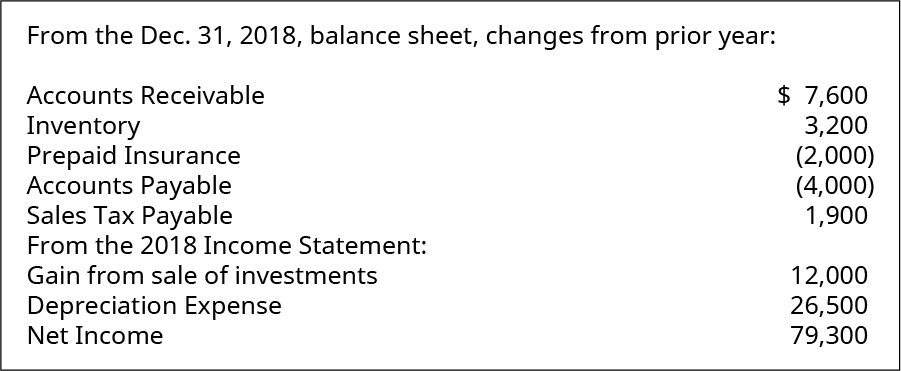 From the Dec. 31, 2018, balance sheet, changes from prior year:
Accounts Receivable $ 7,600
Inventory 3,200
Prepaid Insurance (2,000)
Accounts Payable (4,000)
Sales Tax Payable 1,900
From the 2018 Income Statement:
Gain from sale of investments 12,000
Depreciation Expense 26,500
Net Income 79,300